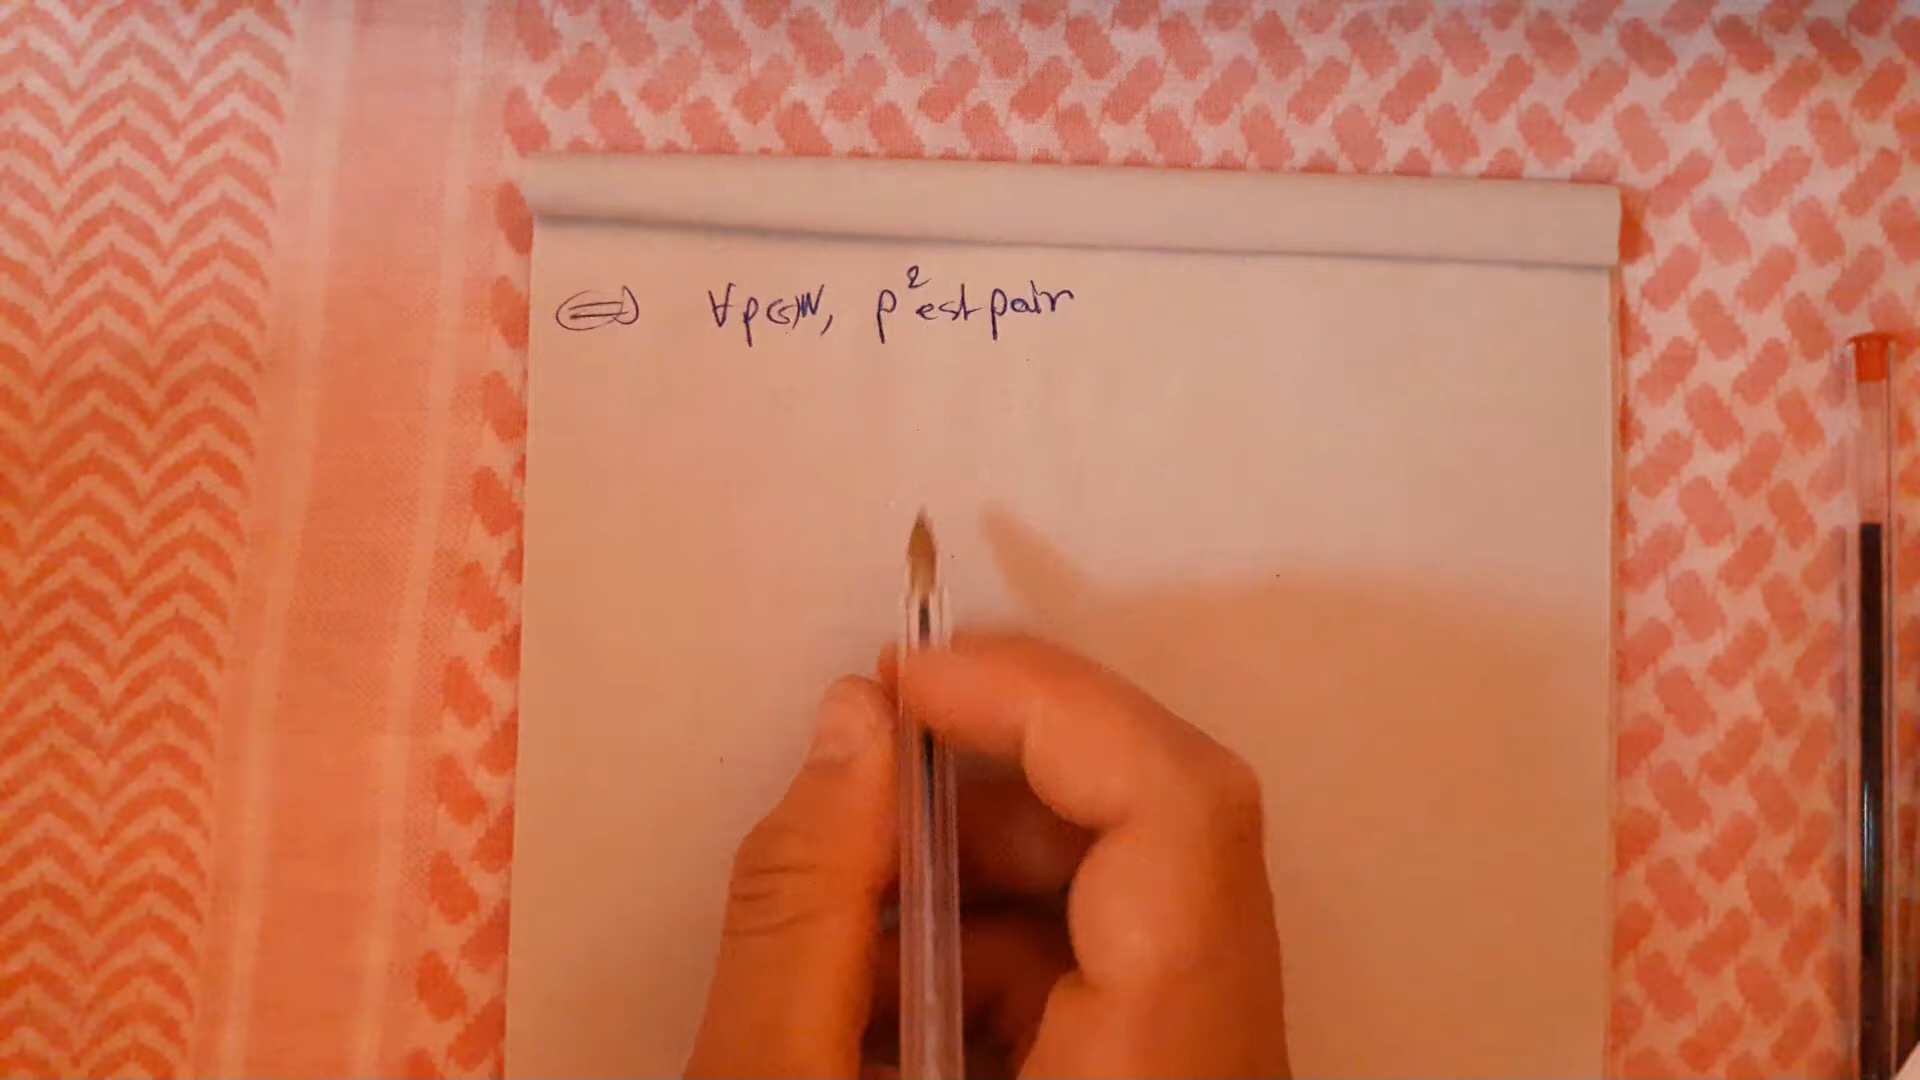 ⇔ ∀p∈ℕ, p² est pair